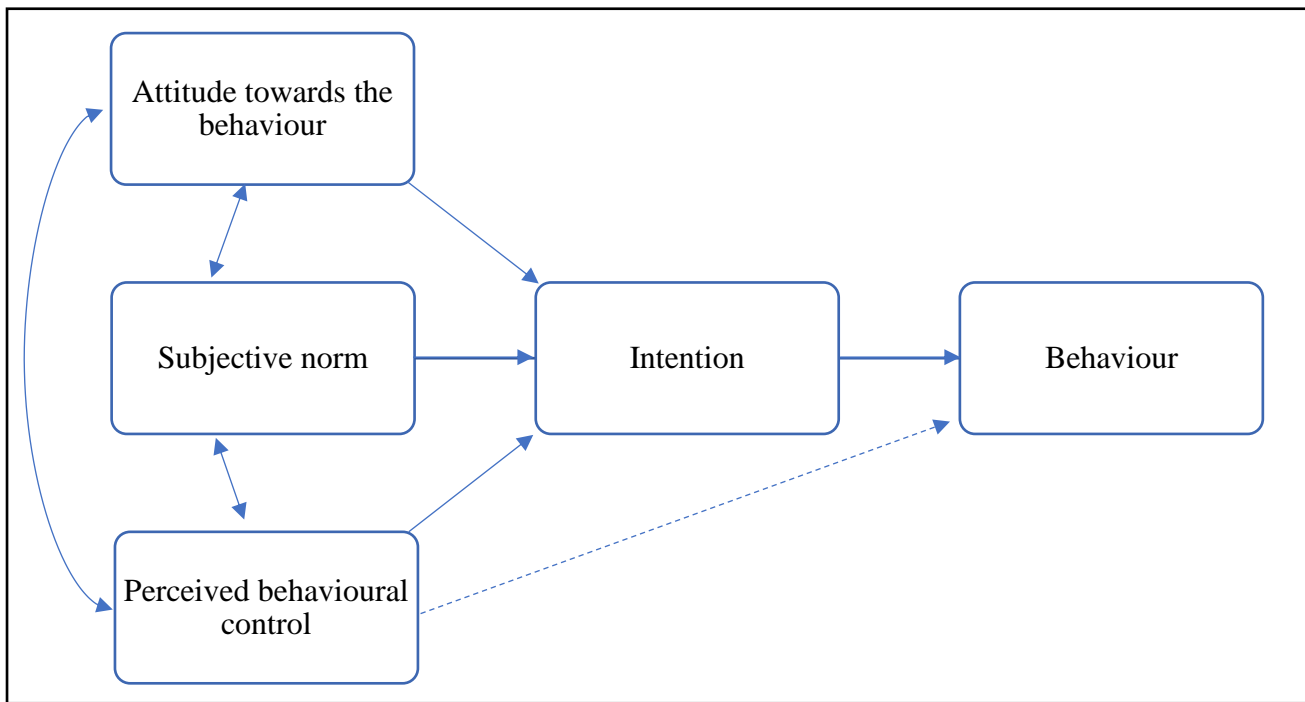 Attitude towards the
behaviour
Subjective norm
Intention
Behaviour
Perceived behavioural
control